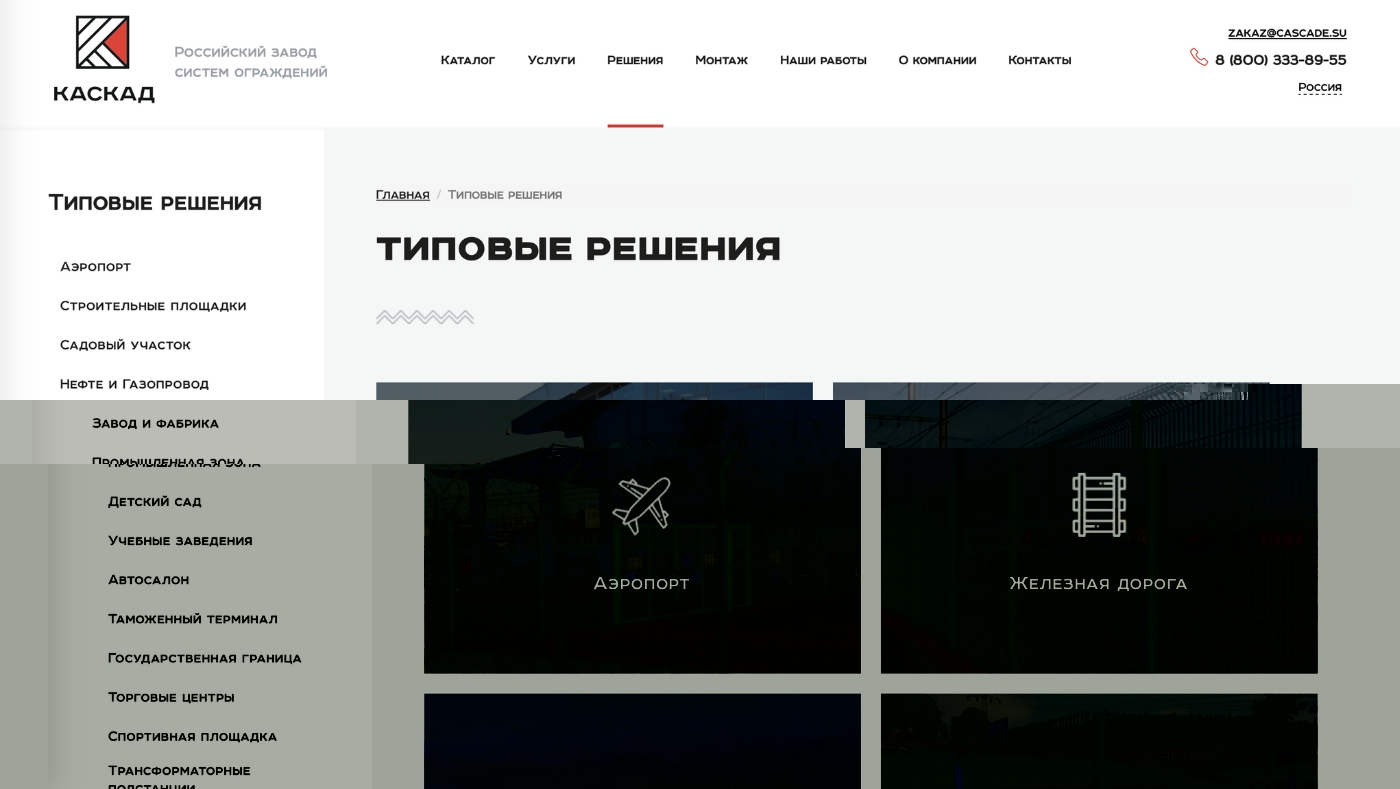 КАСКАД
Российский завод
систем ограждений
Каталог
Услуги
Решения
Монтаж
Наши работы
О компании
Контакты
zakaz@cascade.su
8 (800) 333-89-55
Россия
Типовые решения
Аэропорт
Строительные площадки
Садовый участок
Нефте и Газопровод
Завод и фабрика
Промышленная зона
Детский сад
Учебные заведения
Автосалон
Таможенный терминал
Государственная граница
Торговые центры
Спортивная площадка
Трансформаторные
подстанции
Главная / Типовые решения
ТИПОВЫЕ РЕШЕНИЯ
Аэропорт
Железная дорога